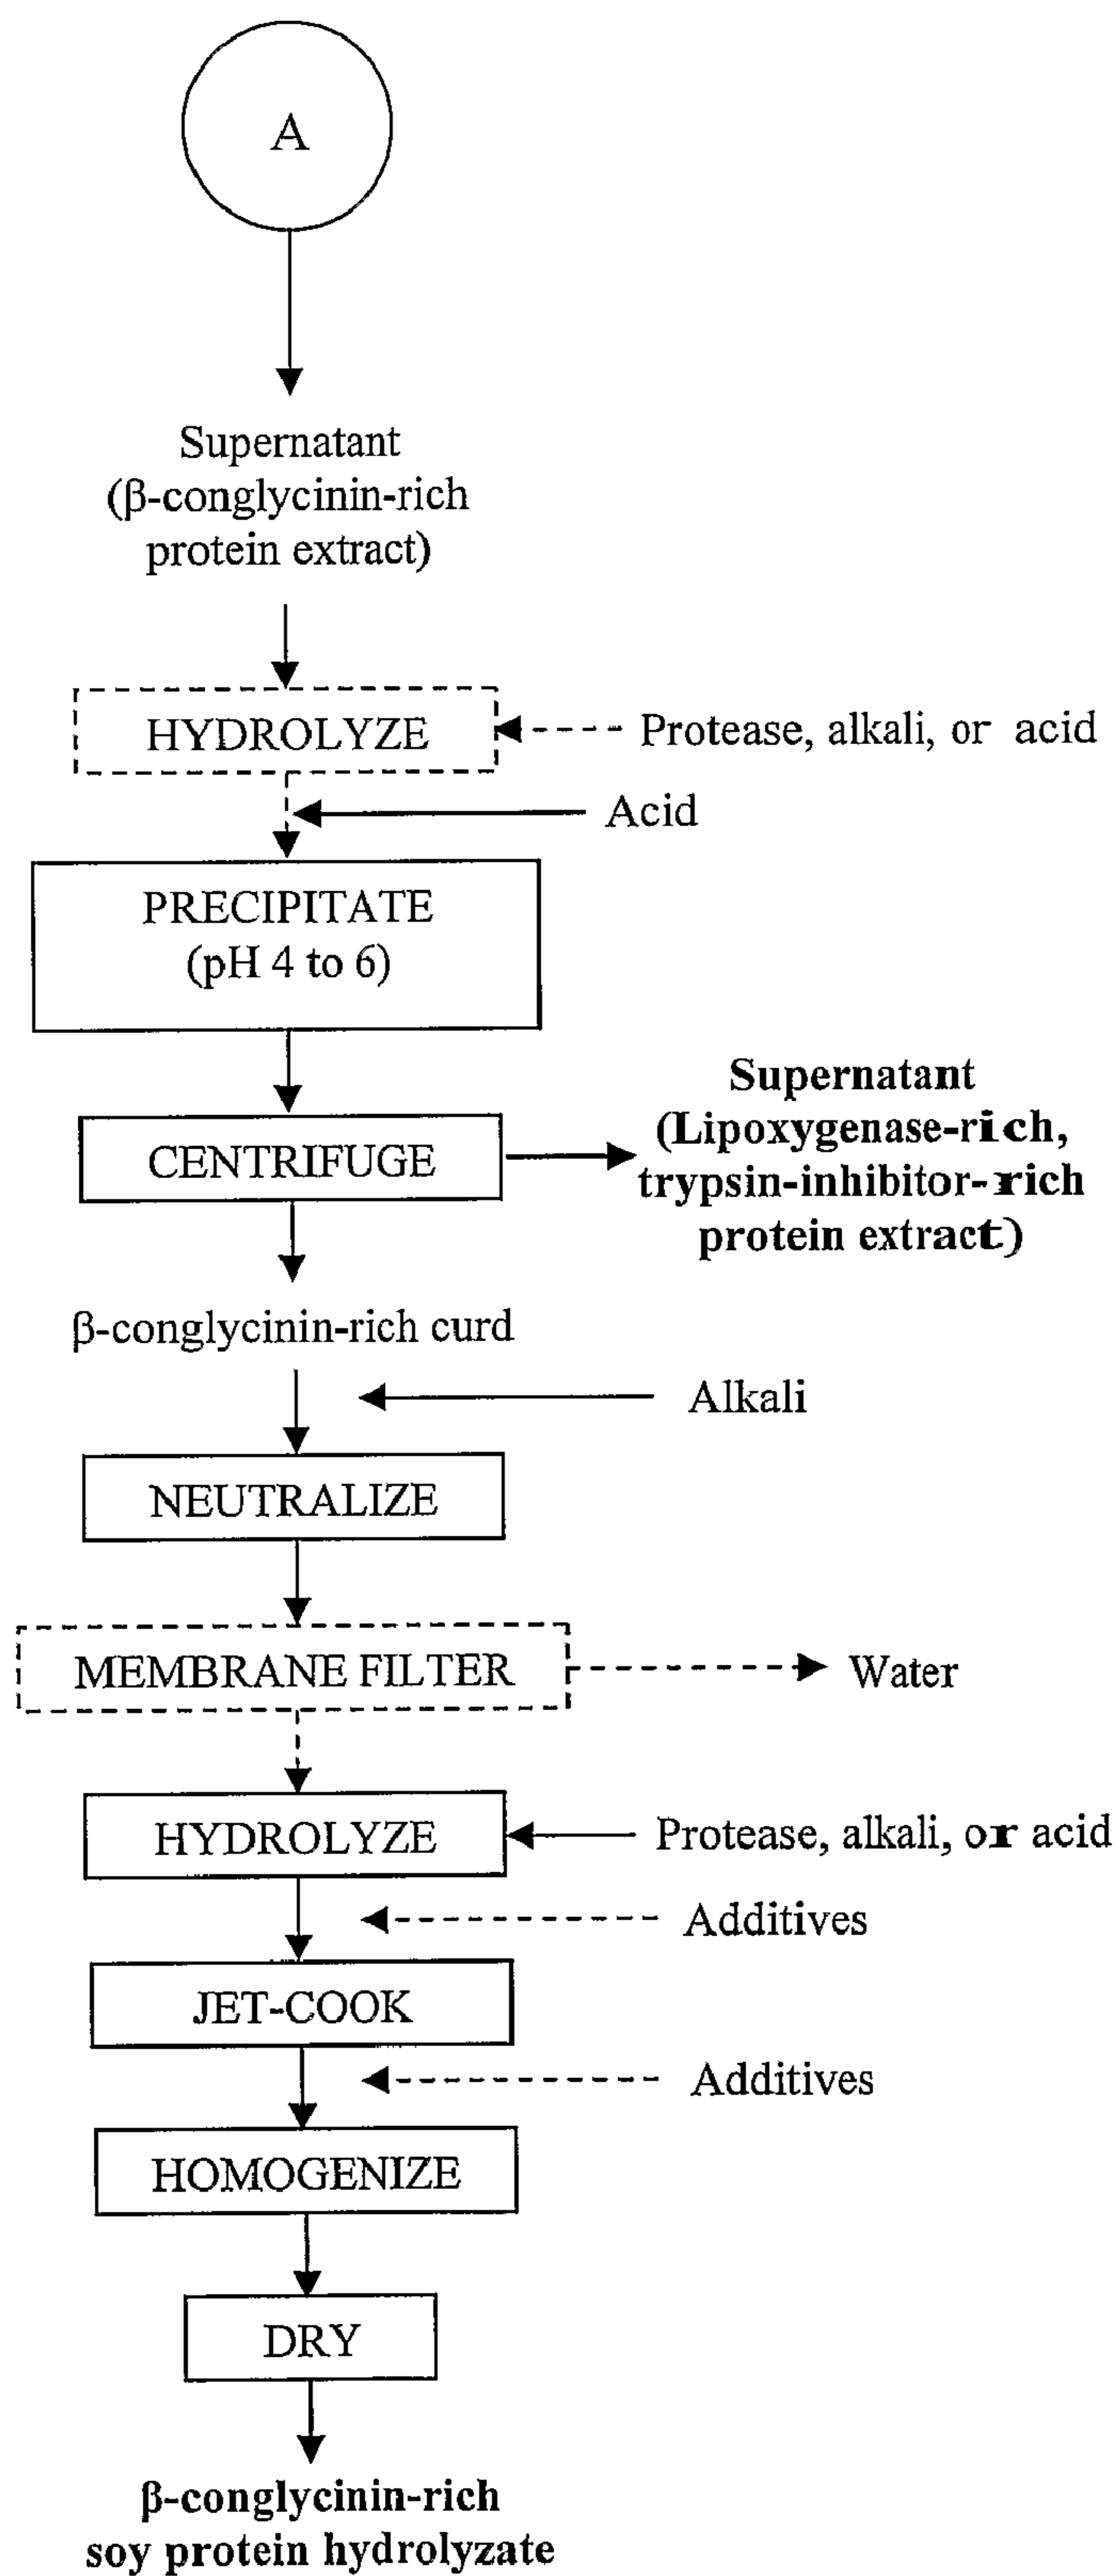 A
Supernatant
(β-conglycinin-rich
protein extract)
HYDROLYZE
Protease, alkali, or acid
Acid
PRECIPITATE
(pH 4 to 6)
CENTRIFUGE
Supernatant
(Lipoxygenase-rich,
trypsin-inhibitor-rich
protein extract)
β-conglycinin-rich curd
Alkali
NEUTRALIZE
MEMBRANE FILTER
Water
HYDROLYZE
Protease, alkali, or acid
Additives
JET-COOK
Additives
HOMOGENIZE
DRY
β-conglycinin-rich
soy protein hydrolyzate